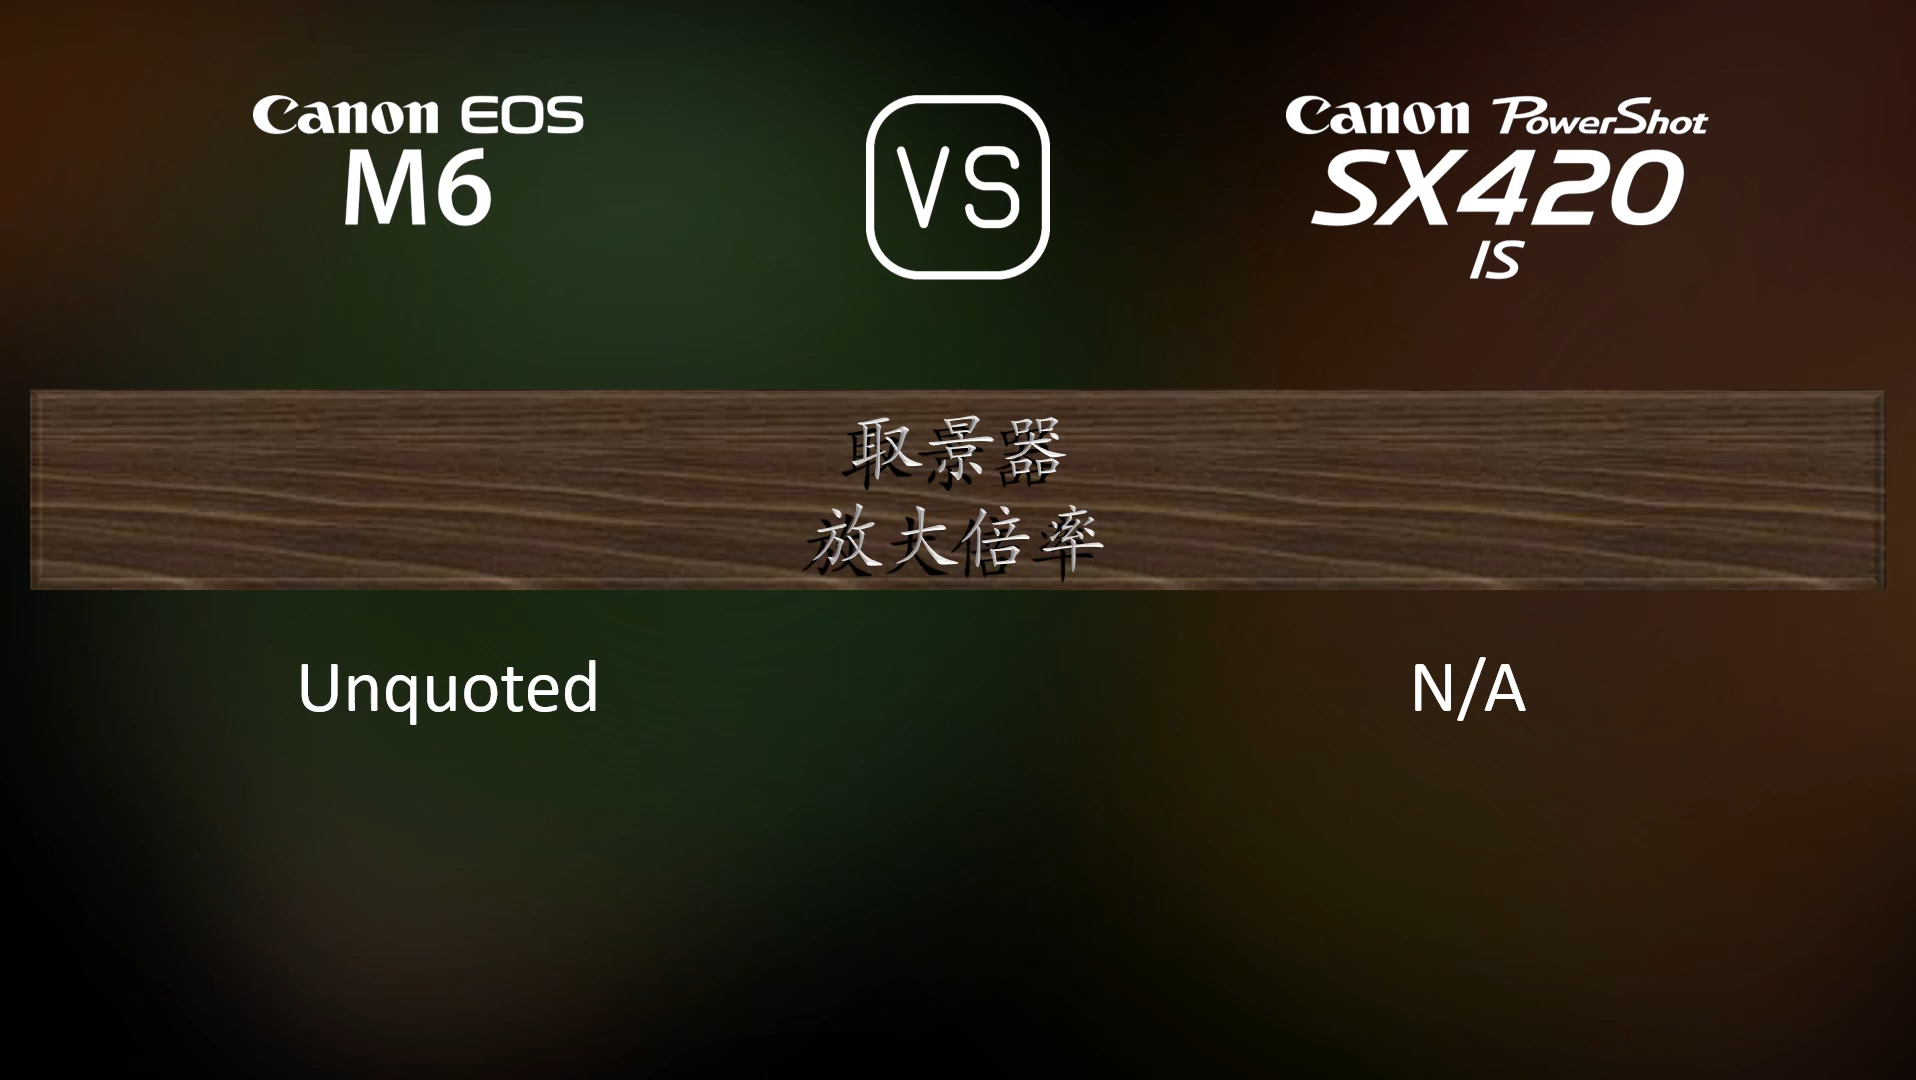 Canon EOS
M6
VS
Canon PowerShot
SX420
IS
取景器
放大倍率
Unquoted
N/A